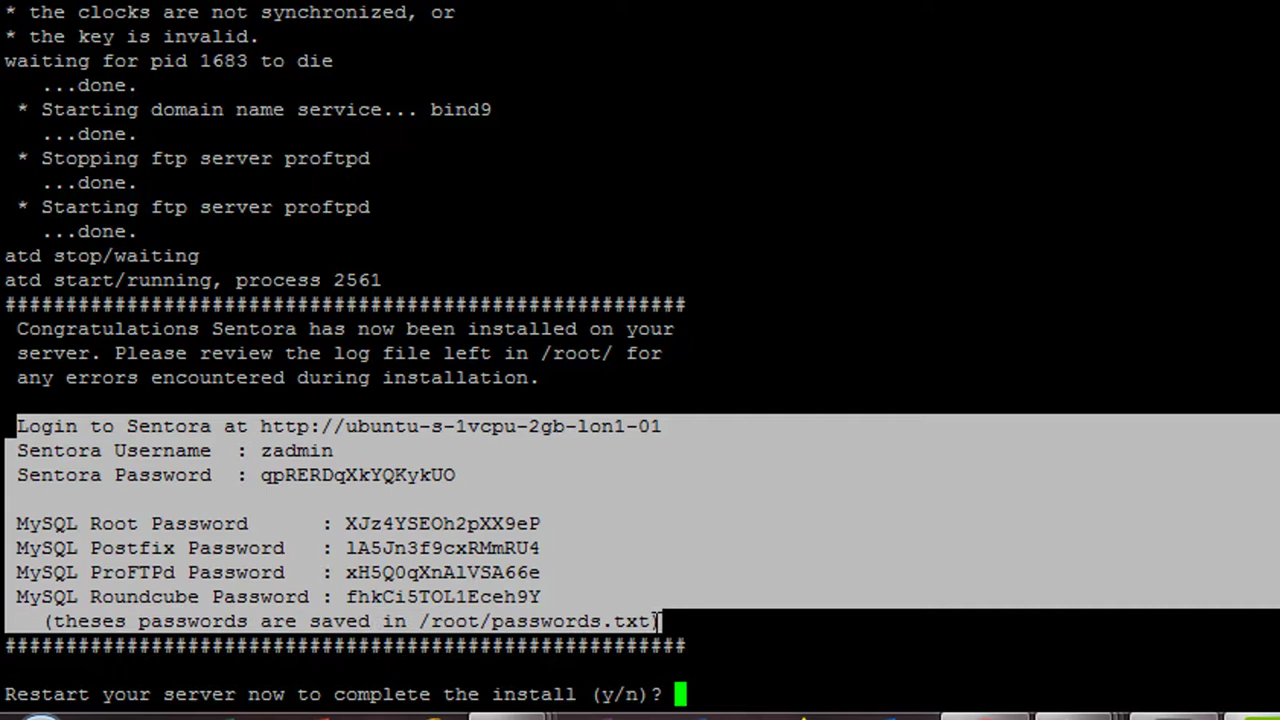 * the clocks are not synchronized, or
* the key is invalid.
waiting for pid 1683 to die
...done.
* Starting domain name service... bind9
...done.
* Stopping ftp server proftpd
...done.
* Starting ftp server proftpd
...done.
atd stop/waiting
atd start/running, process 2561
########################################################
Congratulations Sentora has now been installed on your
server. Please review the log file left in /root/ for
any errors encountered during installation.
Login to Sentora at http://ubuntu-s-1vcpu-2gb-lon1-01
Sentora Username : zadmin
Sentora Password : qpRERDqXkYQKykUO
MySQL Root Password : XJz4YSEOh2pXX9eP
MySQL Postfix Password : lA5Jn3f9cxRMmRU4
MySQL ProFTPd Password : xH5Q0qXnAlVSA66e
MySQL Roundcube Password : fhkCi5TOL1Eceh9Y
(theses passwords are saved in /root/passwords.txt)
########################################################
Restart your server now to complete the install (y/n)?